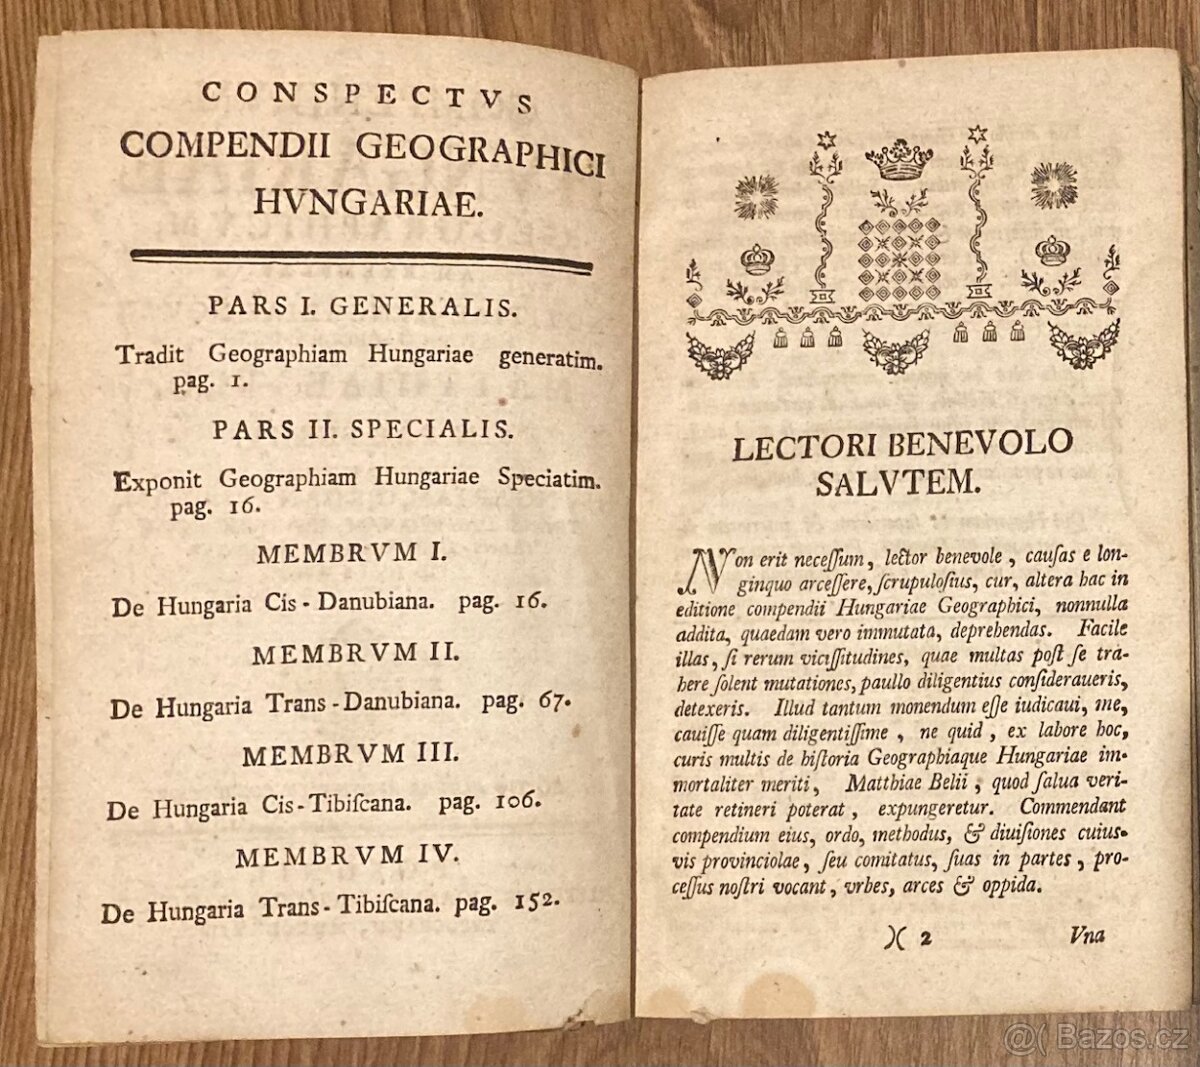 CONSPECTVS
COMPENDII GEOGRAPHICI
HVNGARIAE.
PARS I. GENERALIS.
Tradit Geographiam Hungariae generatim.
pag. 1.
PARS II. SPECIALIS.
Exponit Geographiam Hungariae Speciatim.
pag. 16.
MEMBRVM I.
De Hungaria Cis-Danubiana. pag. 16.
MEMBRVM II.
De Hungaria Trans-Danubiana. pag. 67.
MEMBRVM III.
De Hungaria Cis-Tibiſcana. pag. 106.
MEMBRVM IV.
De Hungaria Trans-Tibiſcana. pag. 152.
LECTORI BENEVOLO
SALVTEM.
Non erit neceſſum, lector benevole, cauſas e lon-
ginquo arceſſere, ſcrupuloſius, cur, altera hac in
editione compendii Hungariae Geographici, nonnulla
addita, quaedam vero immutata, deprehendas. Facile
illas, ſi rerum viciſſitudines, quae multas poſt ſe tra-
here ſolent mutationes, paullo diligentius conſideraueris,
detexeris. Illud tantum monendum eſſe iudicaui, me,
cauiſſe quam diligentiſſime, ne quid, ex labore hoc,
curis multis de hiſtoria Geographiaque Hungariae im-
mortaliter meriti, Matthiae Belii, quod ſalua veri-
tate retineri poterat, expungeretur. Commendant
compendium eius, ordo, methodus, & diuiſiones cuius-
vis provinciolae, ſeu comitatus, ſuas in partes, pro-
ceſſus noſtri vocant, vrbes, arces & oppida.
)( 2
Vna
@( Bazos.cz